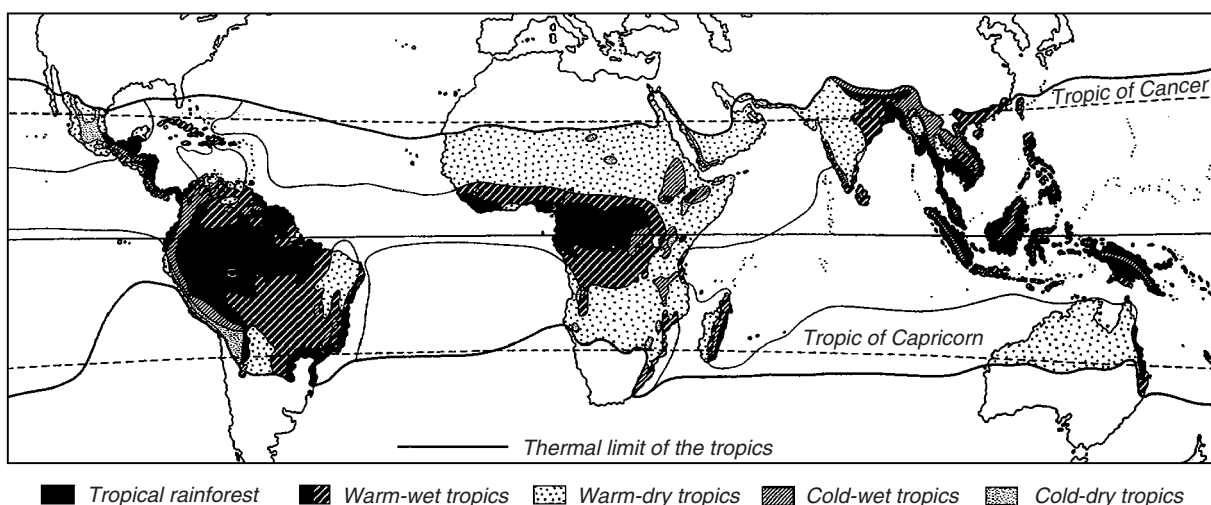 Tropic of Cancer
Tropic of Capricorn
Thermal limit of the tropics
Tropical rainforest Warm-wet tropics Warm-dry tropics Cold-wet tropics Cold-dry tropics